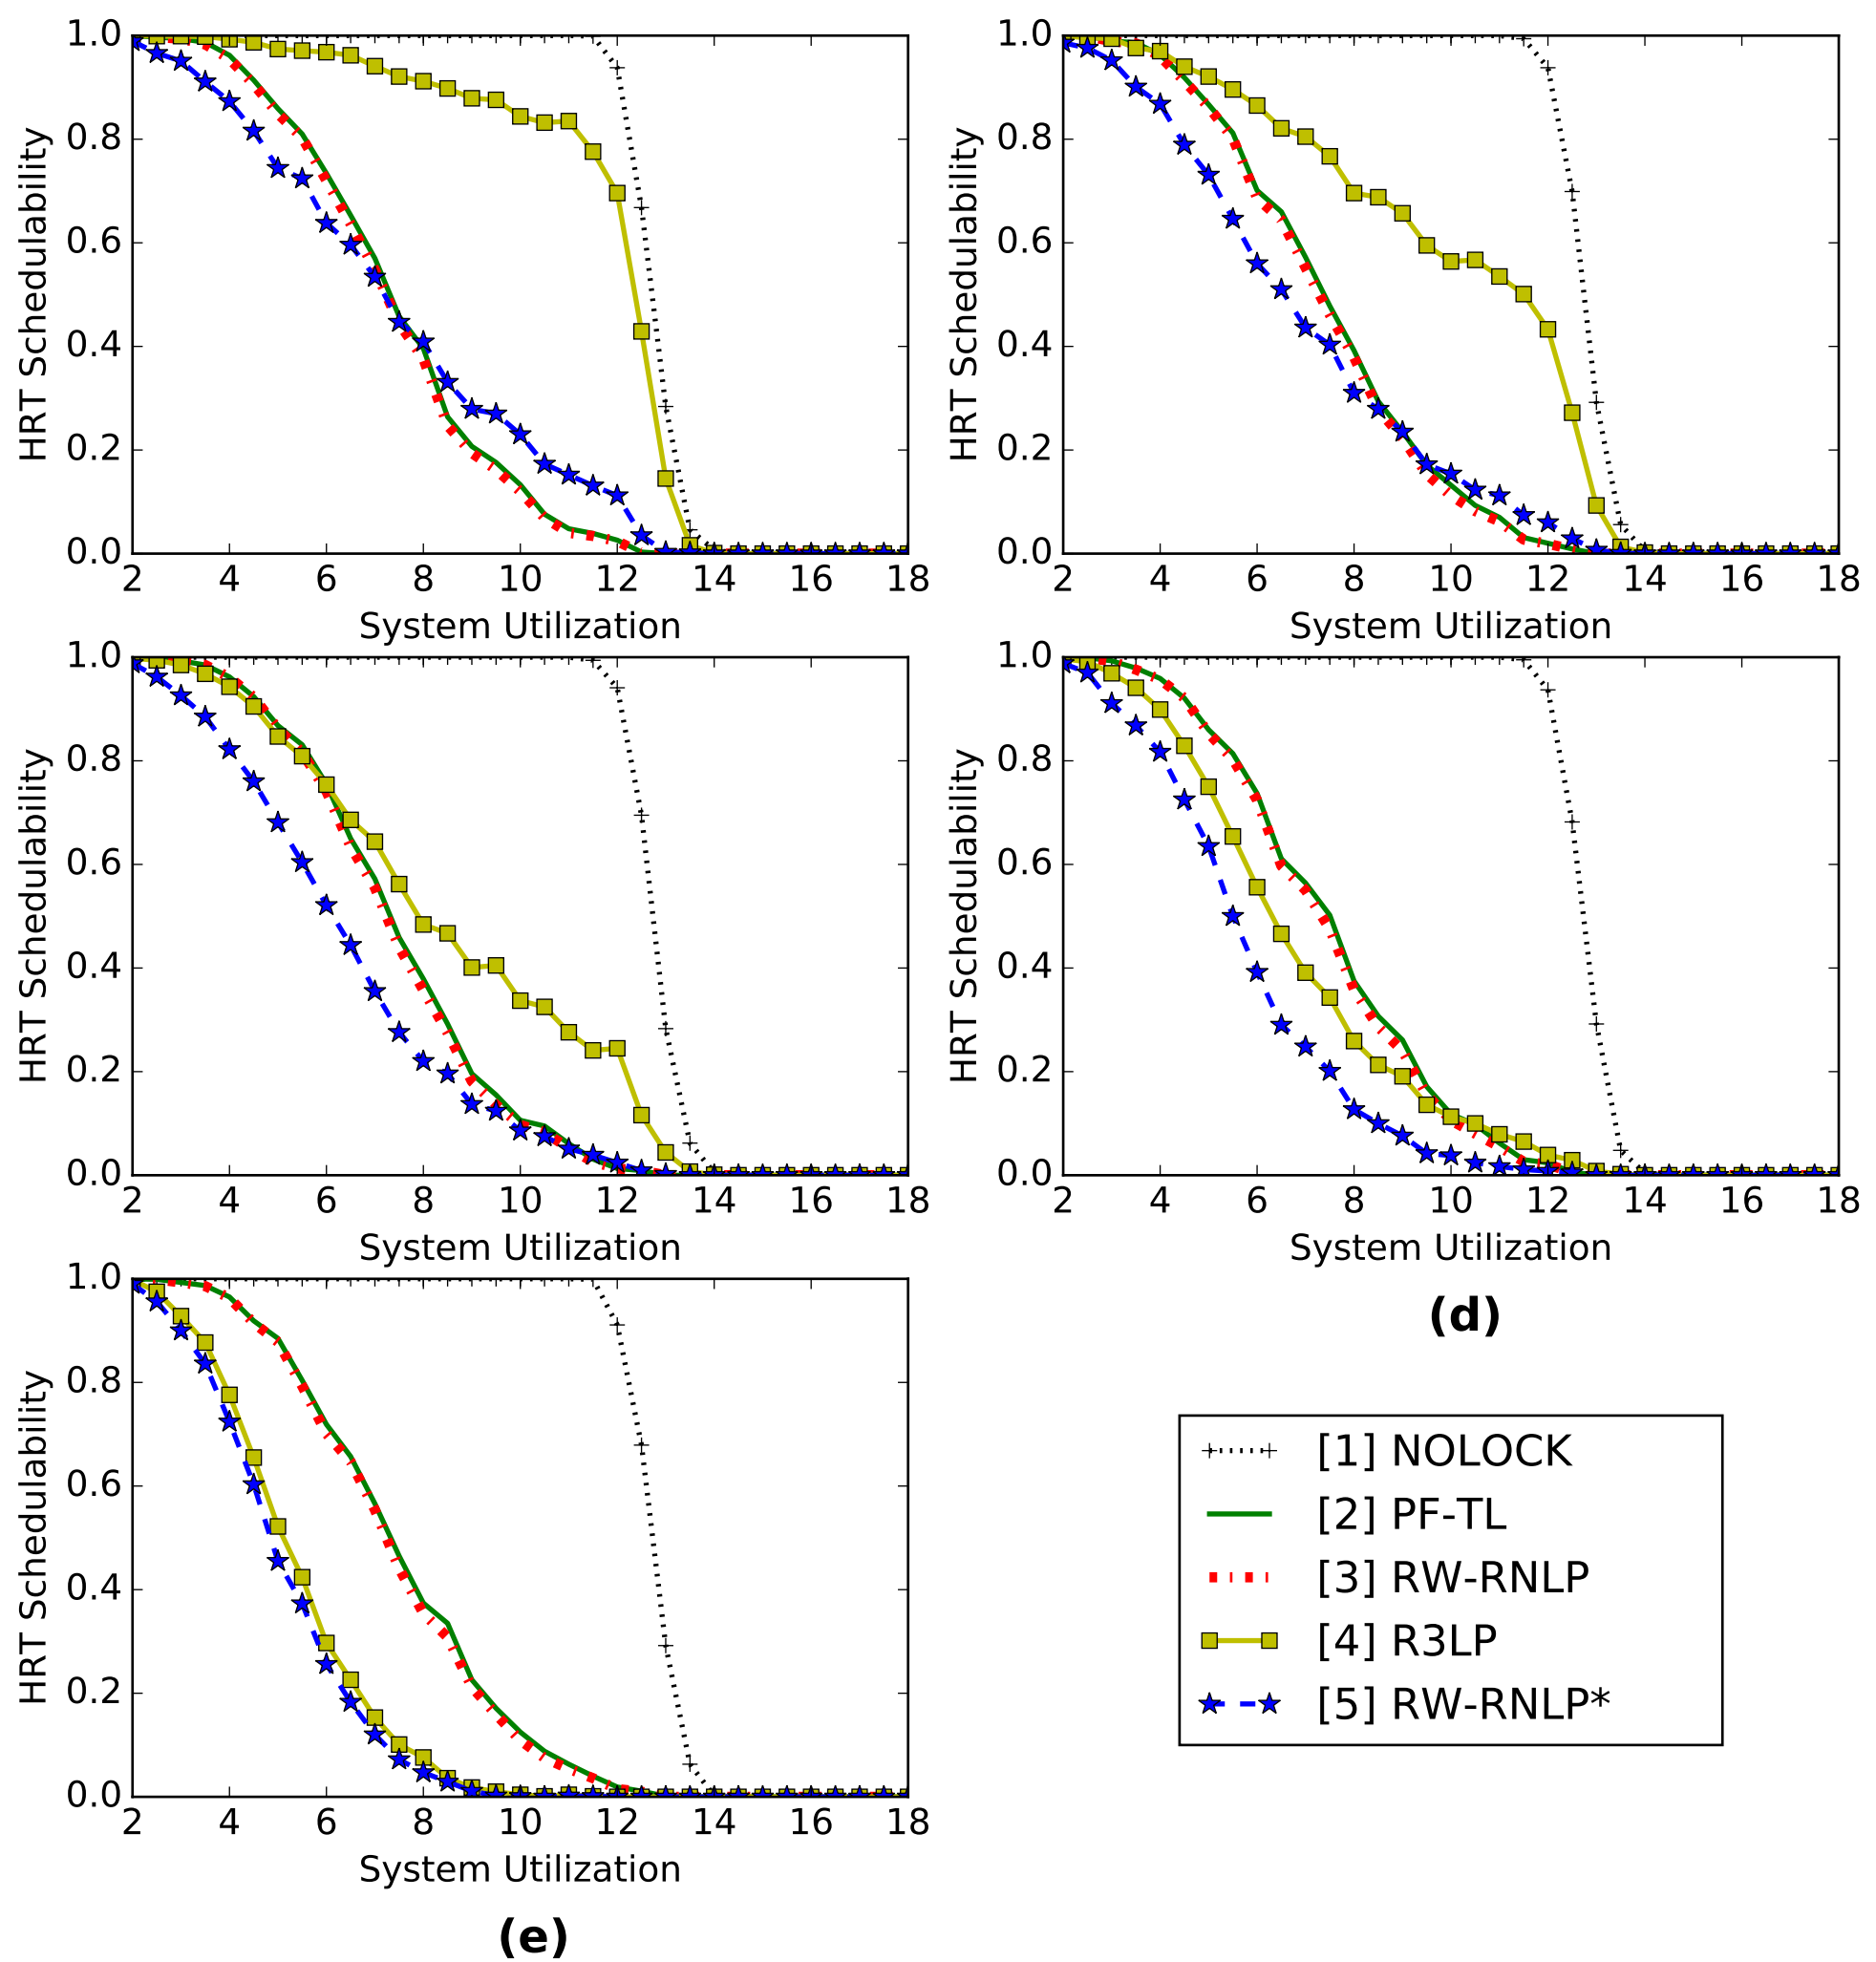 1.0
0.8
0.6
0.4
0.2
0.0
HRT Schedulability
2 4 6 8 10 12 14 16 18
System Utilization
1.0
0.8
0.6
0.4
0.2
0.0
HRT Schedulability
2 4 6 8 10 12 14 16 18
System Utilization
1.0
0.8
0.6
0.4
0.2
0.0
HRT Schedulability
2 4 6 8 10 12 14 16 18
System Utilization
1.0
0.8
0.6
0.4
0.2
0.0
HRT Schedulability
2 4 6 8 10 12 14 16 18
System Utilization
(d)
1.0
0.8
0.6
0.4
0.2
0.0
HRT Schedulability
2 4 6 8 10 12 14 16 18
System Utilization
(e)
[1] NOLOCK
[2] PF-TL
[3] RW-RNLP
[4] R3LP
[5] RW-RNLP*